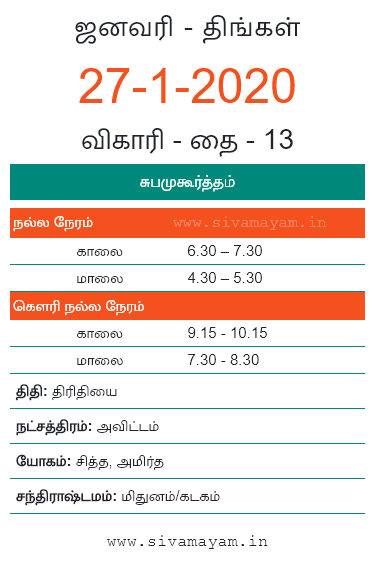 ஜனவரி - திங்கள்
27-1-2020
விகாரி - தை - 13
சுபமுகூர்த்தம்
நல்ல நேரம் www.sivamayam.in
காலை 6.30 – 7.30
மாலை 4.30 – 5.30
கௌரி நல்ல நேரம்
காலை 9.15 - 10.15
மாலை 7.30 - 8.30
திதி: திரிதியை
நட்சத்திரம்: அவிட்டம்
யோகம்: சித்த, அமிர்த
சந்திராஷ்டமம்: மிதுனம்/கடகம்
www.sivamayam.in